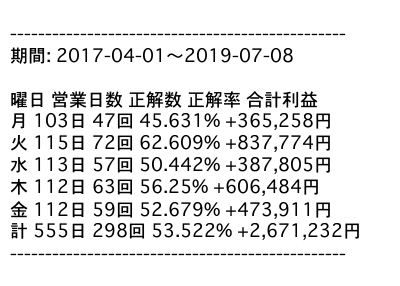 ------------------------------------------------
期間: 2017-04-01〜2019-07-08
曜日 営業日数 正解数 正解率 合計利益
月 103日 47回 45.631% +365,258円
火 115日 72回 62.609% +837,774円
水 113日 57回 50.442% +387,805円
木 112日 63回 56.25% +606,484円
金 112日 59回 52.679% +473,911円
計 555日 298回 53.522% +2,671,232円
------------------------------------------------